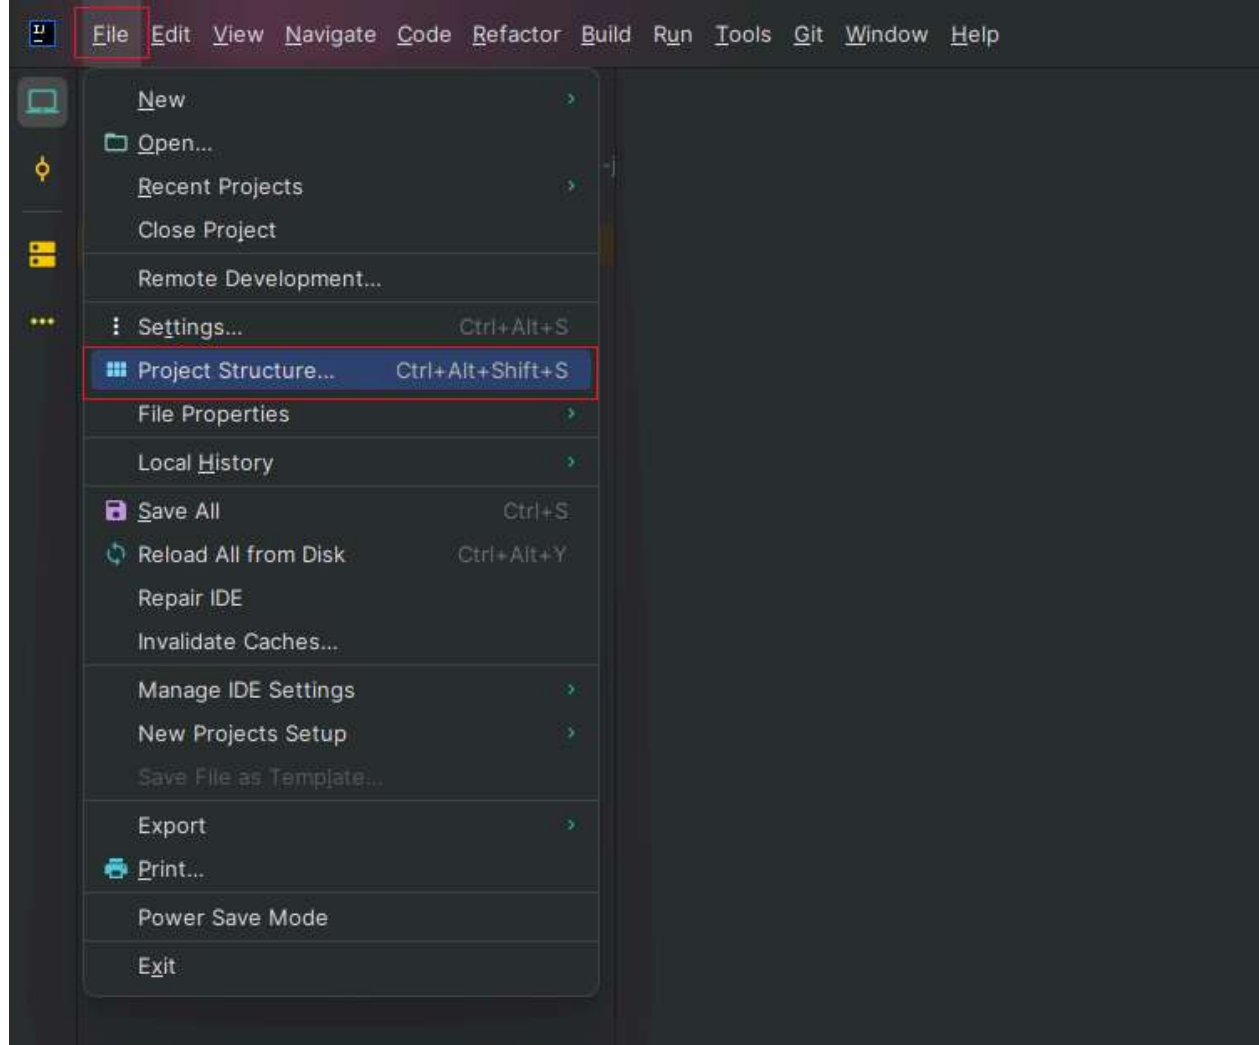 IJ
File Edit View Navigate Code Refactor Build Run Tools Git Window Help
New
Open...
Recent Projects
Close Project
Remote Development...
Settings... Ctrl+Alt+S
Project Structure... Ctrl+Alt+Shift+S
File Properties
Local History
Save All Ctrl+S
Reload All from Disk Ctrl+Alt+Y
Repair IDE
Invalidate Caches...
Manage IDE Settings
New Projects Setup
Save File as Template...
Export
Print...
Power Save Mode
Exit